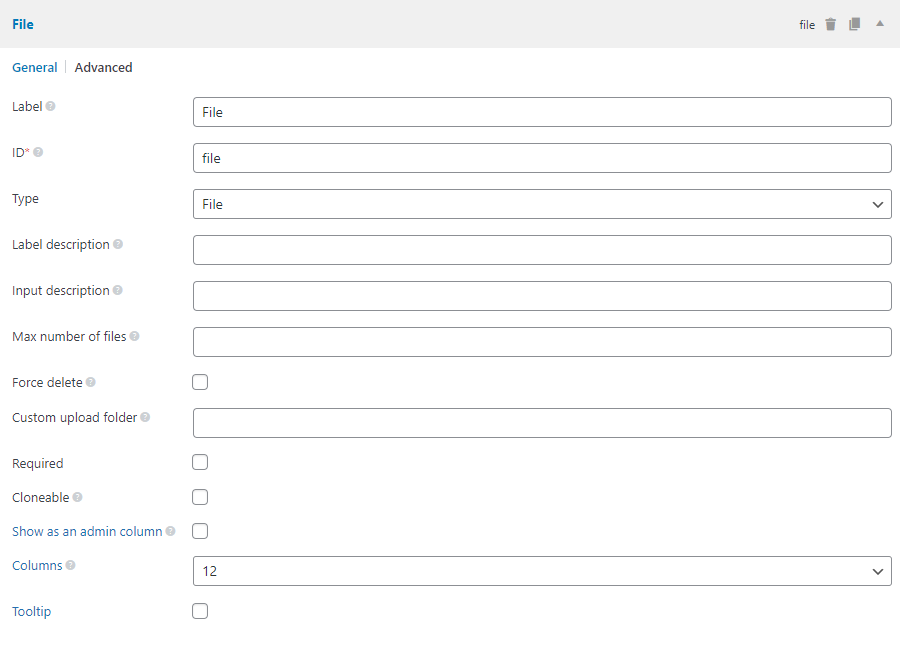 File file
General Advanced
Label File
ID* file
Type File
Label description
Input description
Max number of files
Force delete
Custom upload folder
Required
Cloneable
Show as an admin column
Columns 12
Tooltip